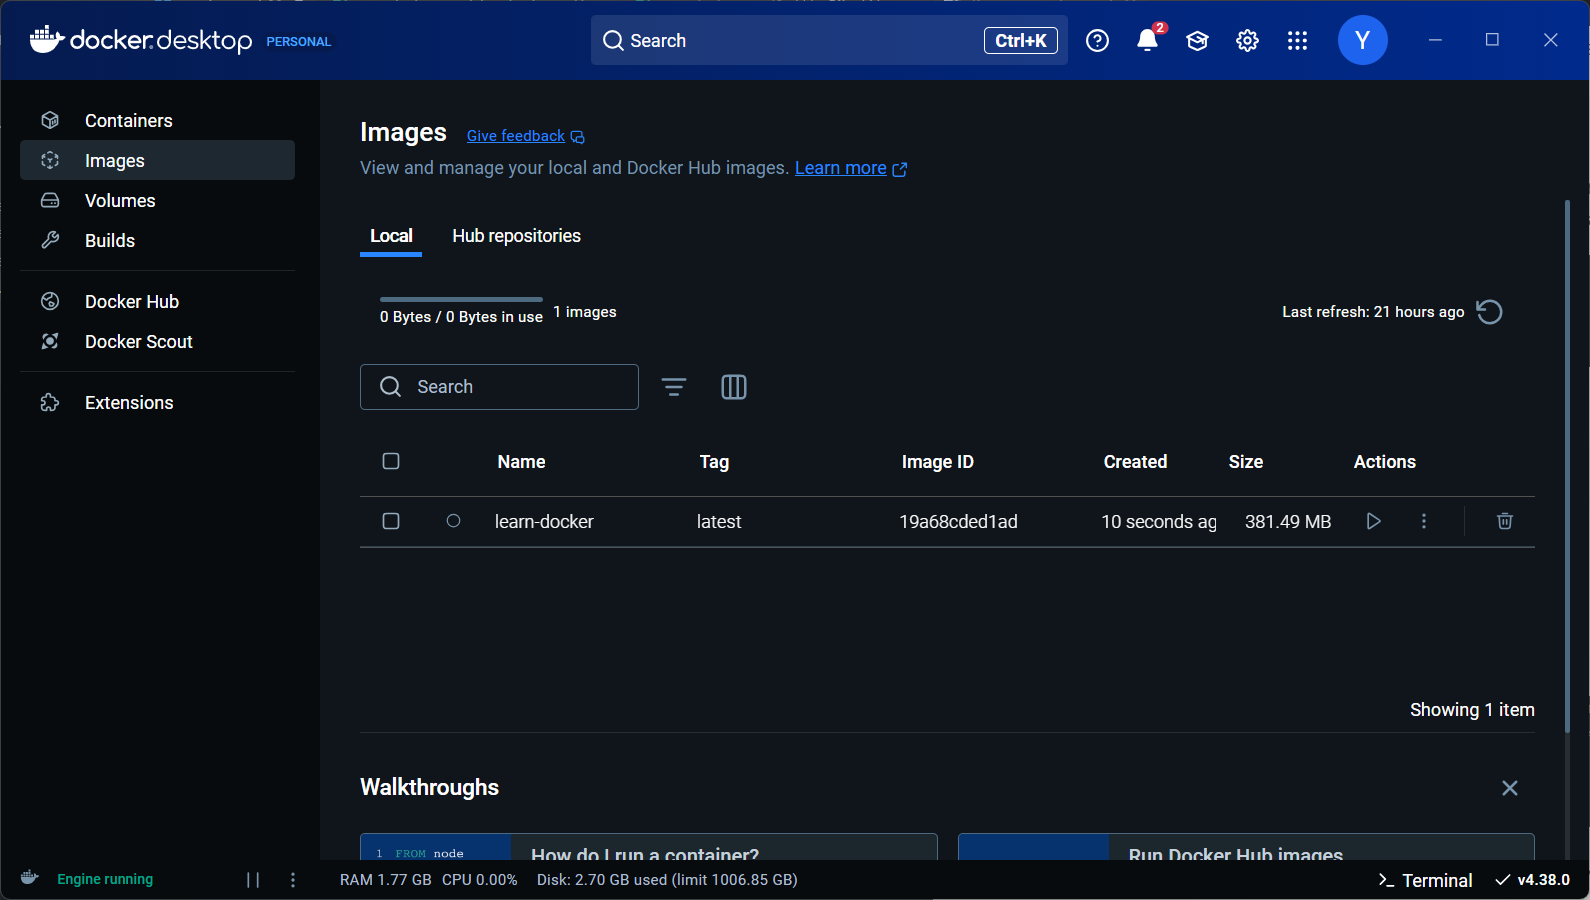 docker.desktop PERSONAL
Search Ctrl+K
2
Y
Containers
Images
Volumes
Builds
Docker Hub
Docker Scout
Extensions
Images Give feedback
View and manage your local and Docker Hub images. Learn more
Local Hub repositories
0 Bytes / 0 Bytes in use 1 images
Last refresh: 21 hours ago
Search
Name Tag Image ID Created Size Actions
learn-docker latest 19a68cded1ad 10 seconds ag 381.49 MB
Showing 1 item
Walkthroughs
1 FROM node
How do I run a container?
Run Docker Hub images
Engine running
RAM 1.77 GB CPU 0.00% Disk: 2.70 GB used (limit 1006.85 GB)
>_ Terminal
v4.38.0